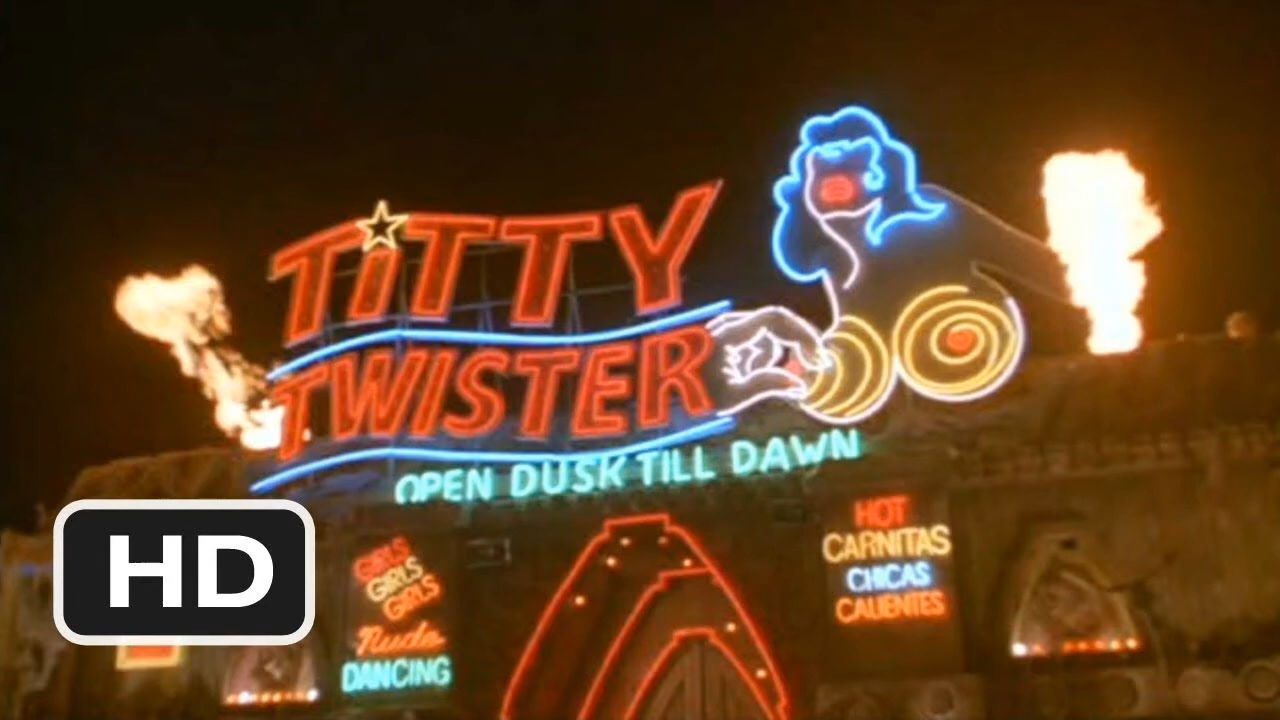 TiTTY
TWISTER
OPEN DUSK TILL DAWN
HOT
CARNITAS
CHICAS
CALIENTES
GIRLS
GIRLS
GIRLS
Nude
DANCING
HD